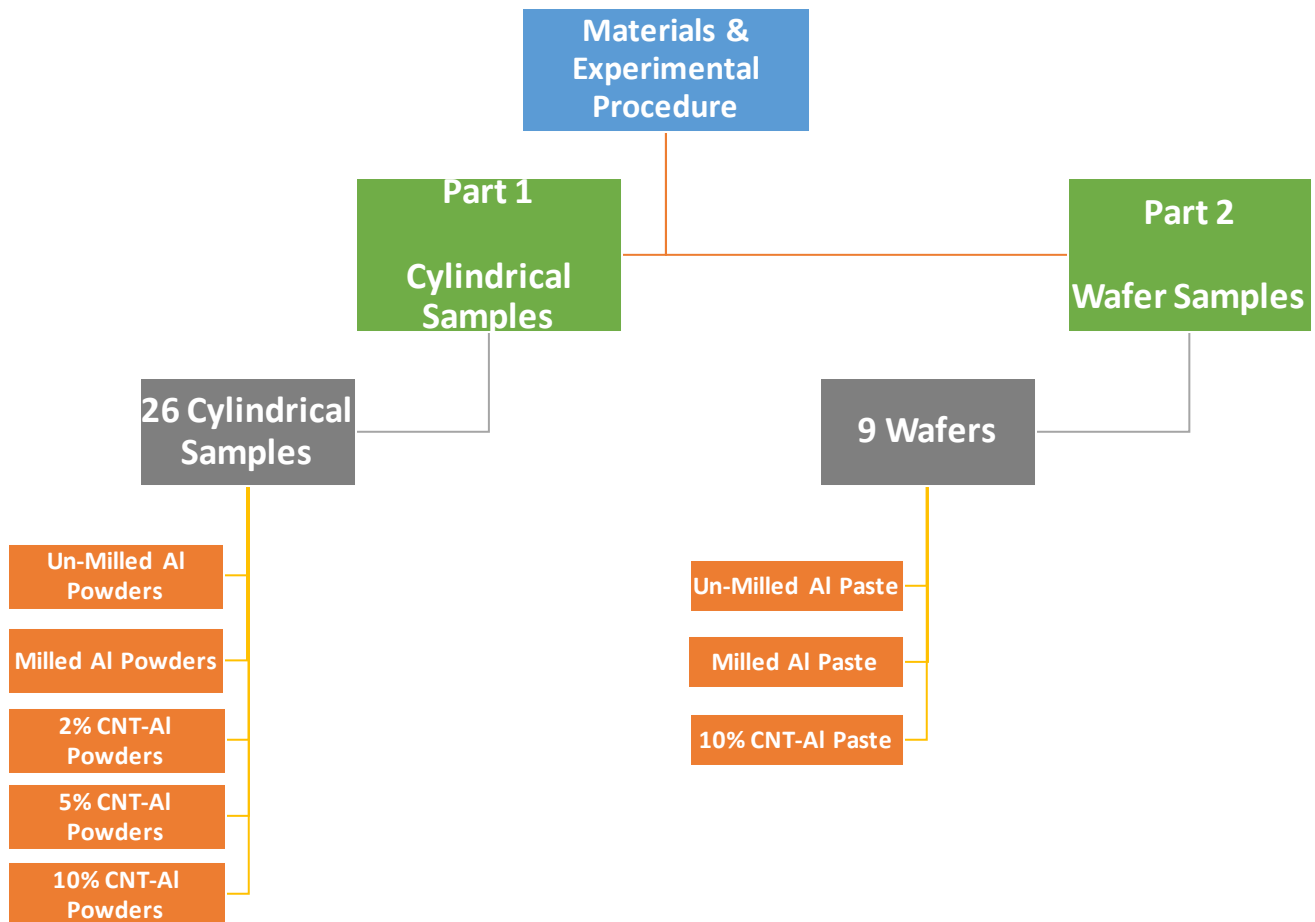 Materials &
Experimental
Procedure
Part 1
Cylindrical
Samples
Part 2
Wafer Samples
26 Cylindrical
Samples
9 Wafers
Un-Milled Al
Powders
Milled Al Powders
2% CNT-Al
Powders
5% CNT-Al
Powders
10% CNT-Al
Powders
Un-Milled Al Paste
Milled Al Paste
10% CNT-Al Paste